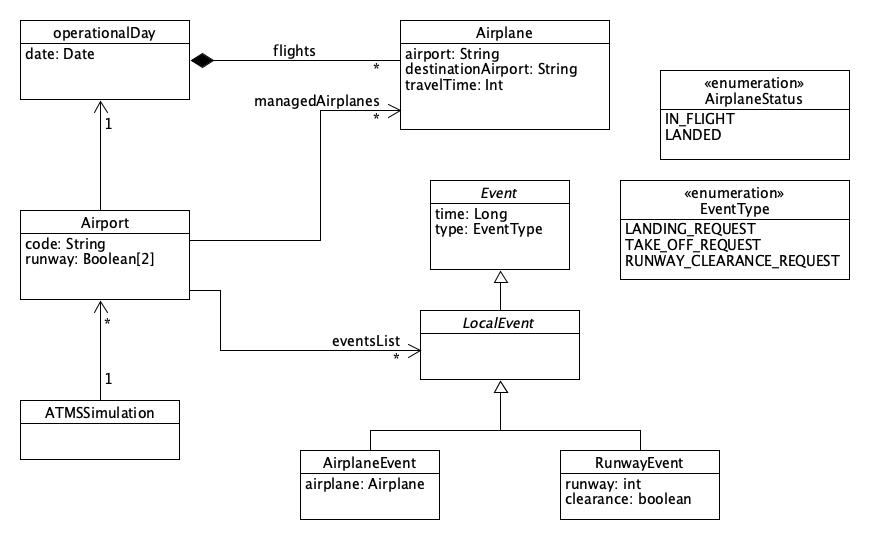 operationalDay
date: Date
flights
*
Airplane
airport: String
destinationAirport: String
travelTime: Int
managedAirplanes
*
1
«enumeration»
AirplaneStatus
IN_FLIGHT
LANDED
Event
time: Long
type: EventType
«enumeration»
EventType
LANDING_REQUEST
TAKE_OFF_REQUEST
RUNWAY_CLEARANCE_REQUEST
Airport
code: String
runway: Boolean[2]
LocalEvent
eventsList
*
*
1
ATMSSimulation
AirplaneEvent
airplane: Airplane
RunwayEvent
runway: int
clearance: boolean